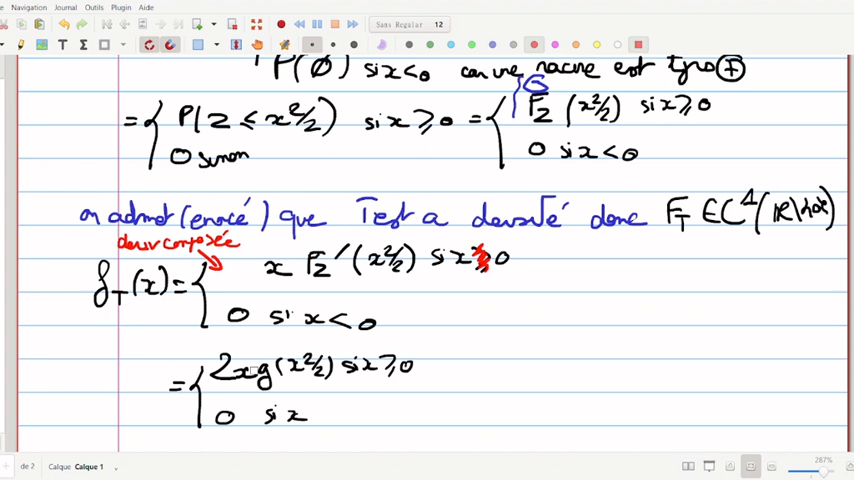 Navigation Journal Outils Plugin Aide
Sans Regular 12
P(∅) si x<0 car une racine est tjrs +
= { P(Z ≤ x²/2) si x ≥ 0 = { F_Z (x²/2) si x ≥ 0
0 sinon 0 si x < 0
on admet (énoncé) que T est à densité donc F_T ∈ C¹(ℝ\
deriv composée
f_T(x) = { x F_Z'(x²/2) si x 0
0 si x < 0
= { 2xg(x²/2) si x ≥ 0
0 si x
de 2 Calque Calque 1 287%